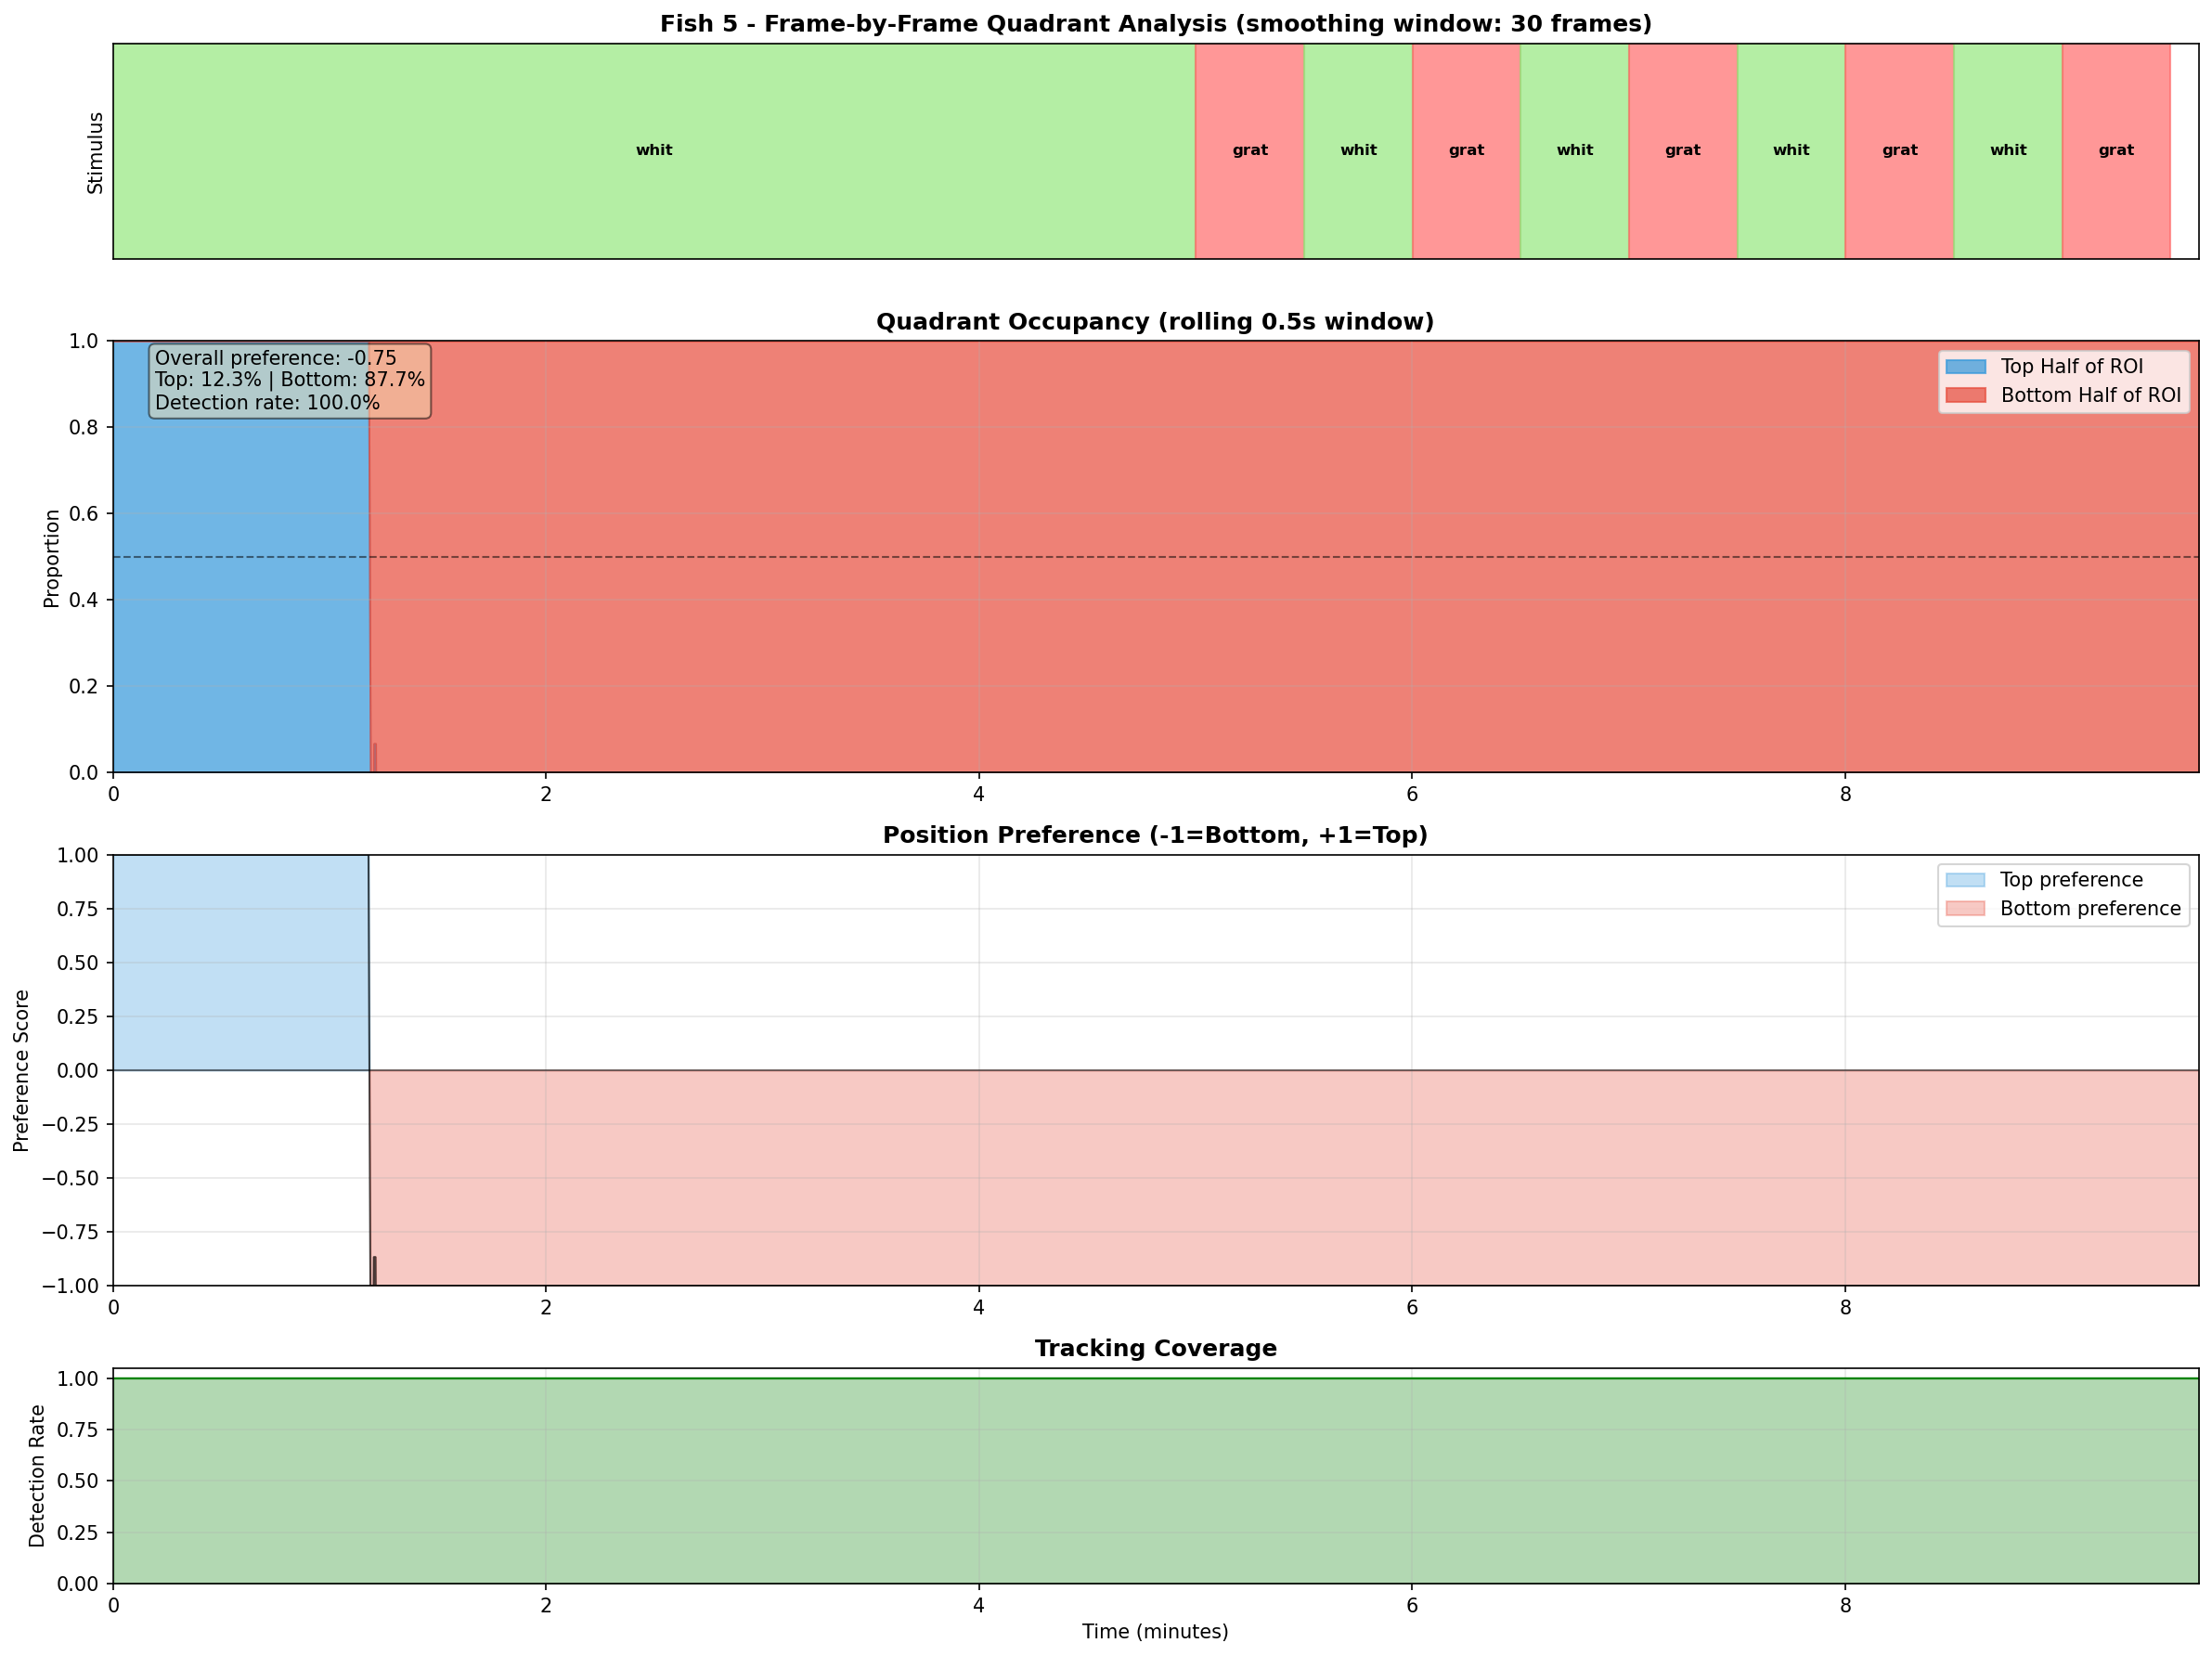 Fish 5 - Frame-by-Frame Quadrant Analysis (smoothing window: 30 frames)
Stimulus
whit
grat
whit
grat
whit
grat
whit
grat
whit
grat
Quadrant Occupancy (rolling 0.5s window)
Proportion
1.0
0.8
0.6
0.4
0.2
0.0
Overall preference: -0.75
Top: 12.3% | Bottom: 87.7%
Detection rate: 100.0%
Top Half of ROI
Bottom Half of ROI
0
2
4
6
8
Position Preference (-1=Bottom, +1=Top)
Preference Score
1.00
0.75
0.50
0.25
0.00
−0.25
−0.50
−0.75
−1.00
Top preference
Bottom preference
0
2
4
6
8
Tracking Coverage
Detection Rate
1.00
0.75
0.50
0.25
0.00
0
2
4
6
8
Time (minutes)